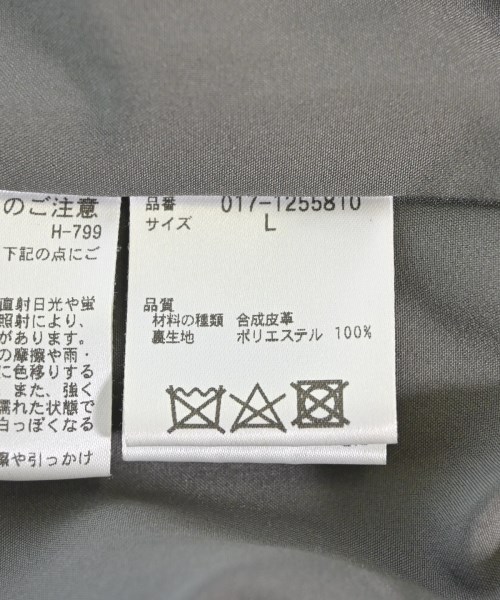 のご注意
H-799
下記の点にご
直射日光や蛍
照射により、
があります。
の摩擦や雨・
に色移りする
また、強く
濡れた状態で
白っぽくなる
擦や引っかけ
品番 017-1255810
サイズ L
品質
材料の種類 合成皮革
裏生地 ポリエステル 100%